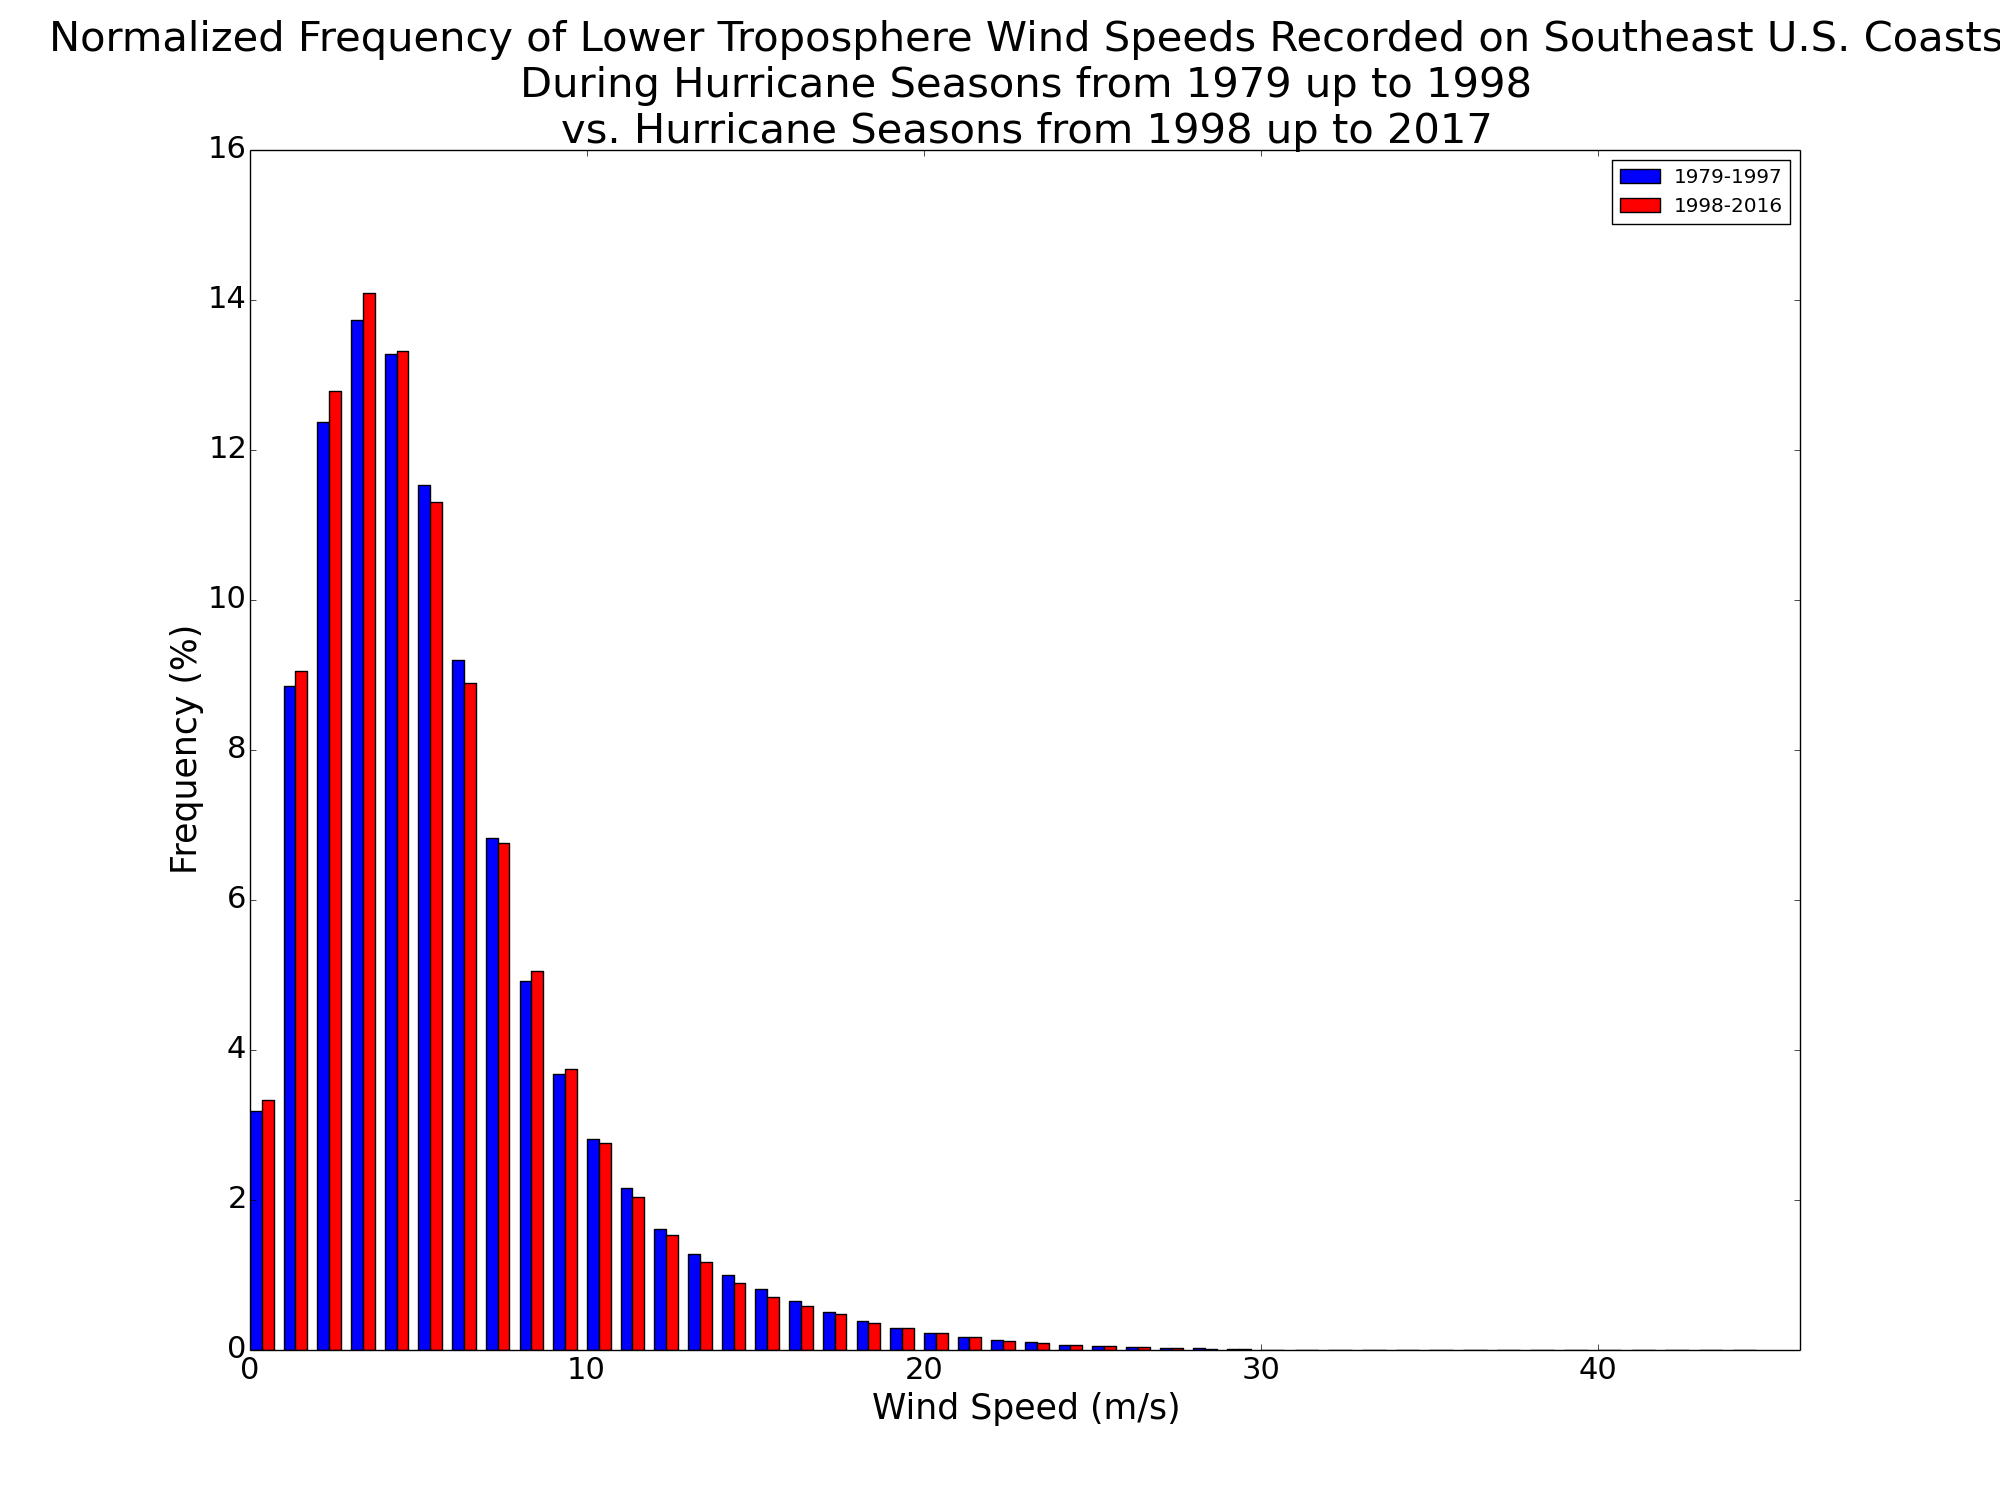 Normalized Frequency of Lower Troposphere Wind Speeds Recorded on Southeast U.S. Coasts
During Hurricane Seasons from 1979 up to 1998
vs. Hurricane Seasons from 1998 up to 2017
16
14
12
10
8
6
4
2
0
Frequency (%)
1979-1997
1998-2016
0 10 20 30 40
Wind Speed (m/s)